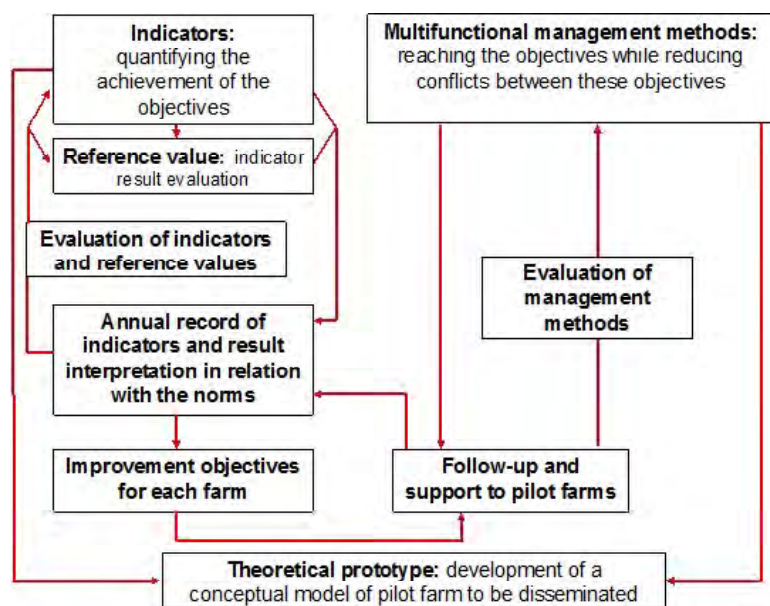 Indicators:
quantifying the
achievement of the
objectives
Multifunctional management methods:
reaching the objectives while reducing
conflicts between these objectives
Reference value: indicator
result evaluation
Evaluation of indicators
and reference values
Evaluation of
management
methods
Annual record of
indicators and result
interpretation in relation
with the norms
Improvement objectives
for each farm
Follow-up and
support to pilot farms
Theoretical prototype: development of a
conceptual model of pilot farm to be disseminated